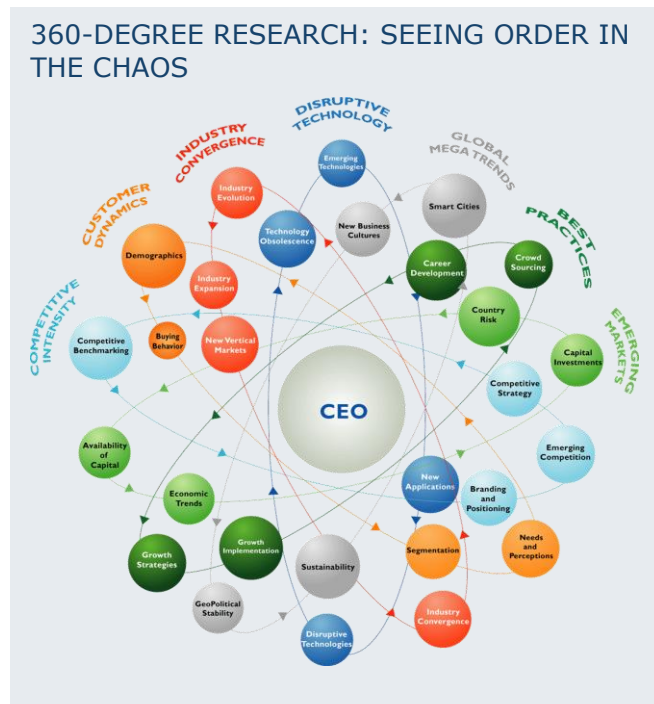 360-DEGREE RESEARCH: SEEING ORDER IN
THE CHAOS
DISRUPTIVE
TECHNOLOGY
INDUSTRY
CONVERGENCE
GLOBAL
MEGA TRENDS
CUSTOMER
DYNAMICS
BEST
PRACTICES
COMPETITIVE
INTENSITY
EMERGING
MARKETS
Emerging
Technologies
Industry
Evolution
Smart Cities
Technology
Obsolescence
New Business
Cultures
Demographics
Career
Development
Crowd
Sourcing
Industry
Expansion
Country
Risk
Competitive
Benchmarking
Buying
Behavior
New Vertical
Markets
Capital
Investments
Competitive
Strategy
CEO
Availability
of
Capital
Emerging
Competition
Economic
Trends
New
Applications
Branding
and
Positioning
Growth
Strategies
Growth
Implementation
Sustainability
Segmentation
Needs
and
Perceptions
GeoPolitical
Stability
Disruptive
Technologies
Industry
Convergence